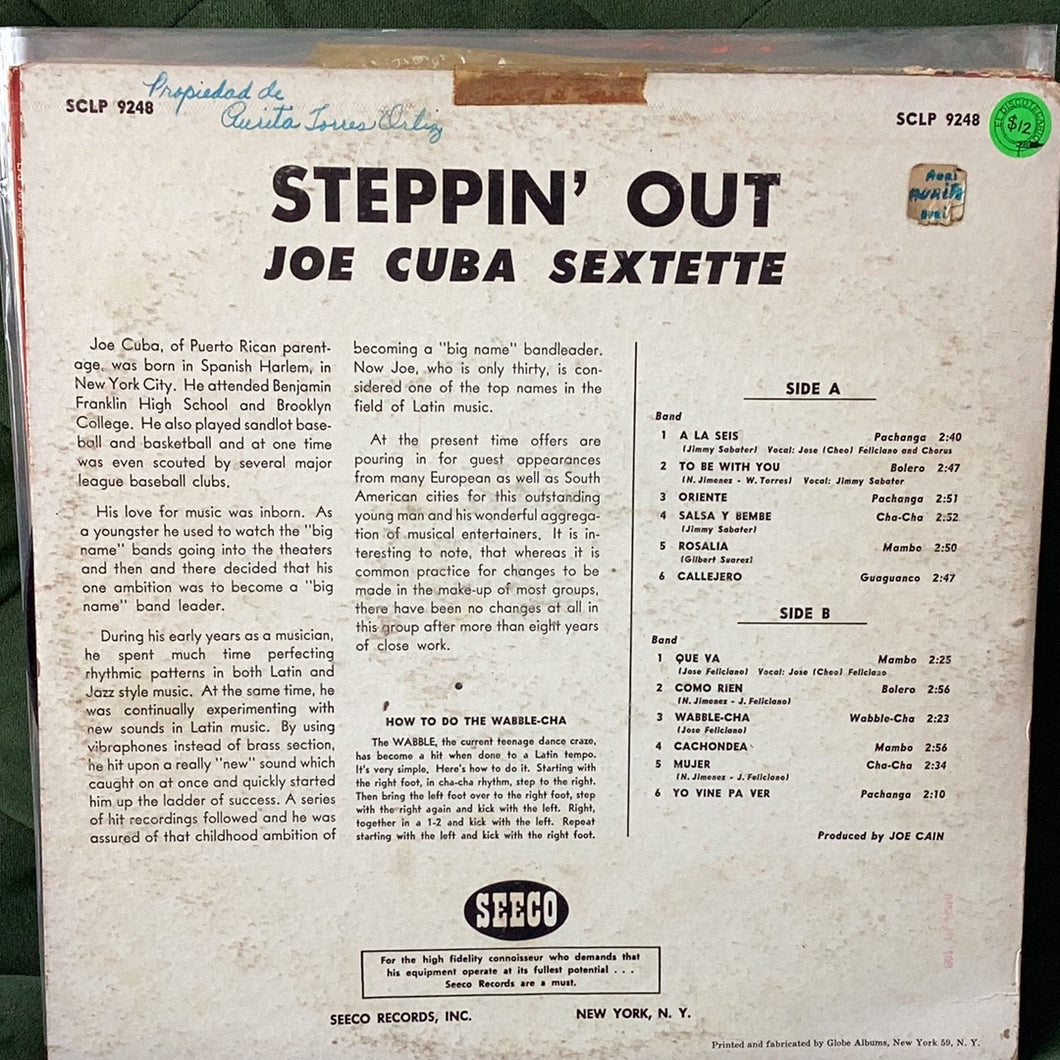 Propiedad de
Aurita Torres Ortiz
SCLP 9248
SCLP 9248
$12
STEPPIN' OUT
JOE CUBA SEXTETTE
Joe Cuba, of Puerto Rican parent-
age, was born in Spanish Harlem, in
New York City. He attended Benjamin
Franklin High School and Brooklyn
College. He also played sandlot base-
ball and basketball and at one time
was even scouted by several major
league baseball clubs.
His love for music was inborn. As
a youngster he used to watch the "big
name" bands going into the theaters
and then and there decided that his
one ambition was to become a "big
name" band leader.
During his early years as a musician,
he spent much time perfecting
rhythmic patterns in both Latin and
Jazz style music. At the same time, he
was continually experimenting with
new sounds in Latin music. By using
vibraphones instead of brass section,
he hit upon a really "new" sound which
caught on at once and quickly started
him up the ladder of success. A series
of hit recordings followed and he was
assured of that childhood ambition of
becoming a "big name" bandleader.
Now Joe, who is only thirty, is con-
sidered one of the top names in the
field of Latin music.
At the present time offers are
pouring in for guest appearances
from many European as well as South
American cities for this outstanding
young man and his wonderful aggrega-
tion of musical entertainers. It is in-
teresting to note, that whereas it is
common practice for changes to be
made in the make-up of most groups,
there have been no changes at all in
this group after more than eight years
of close work.
HOW TO DO THE WABBLE-CHA
The WABBLE, the current teenage dance craze,
has become a hit when done to a Latin tempo.
It's very simple. Here's how to do it. Starting with
the right foot, in cha-cha rhythm, step to the right.
Then bring the left foot over to the right foot, step
with the right again and kick with the left. Right,
together in a 1-2 and kick with the left. Repeat
starting with the left and kick with the right foot.
SIDE A
Band
1 A LA SEIS Pachanga 2:40
(Jimmy Sabater) Vocal: Jose (Cheo) Feliciano and Chorus
2 TO BE WITH YOU Bolero 2:47
(N. Jimenez - W. Torres) Vocal: Jimmy Sabater
3 ORIENTE Pachanga 2:51
4 SALSA Y BEMBE Cha-Cha 2:52
(Jimmy Sabater)
5 ROSALIA Mambo 2:50
(Gilbert Suarez)
6 CALLEJERO Guaguanco 2:47
SIDE B
Band
1 QUE VA Mambo 2:25
(Jose Feliciano) Vocal: Jose (Cheo) Feliciano
2 COMO RIEN Bolero 2:56
(N. Jimenez - J. Feliciano)
3 WABBLE-CHA Wabble-Cha 2:23
(Jose Feliciano)
4 CACHONDEA Mambo 2:56
5 MUJER Cha-Cha 2:34
(N. Jimenez - J. Feliciano)
6 YO VINE PA VER Pachanga 2:10
Produced by JOE CAIN
SEECO
For the high fidelity connoisseur who demands that
his equipment operate at its fullest potential . . .
Seeco Records are a must.
SEECO RECORDS, INC. NEW YORK, N. Y.
Printed and fabricated by Globe Albums, New York 59, N. Y.